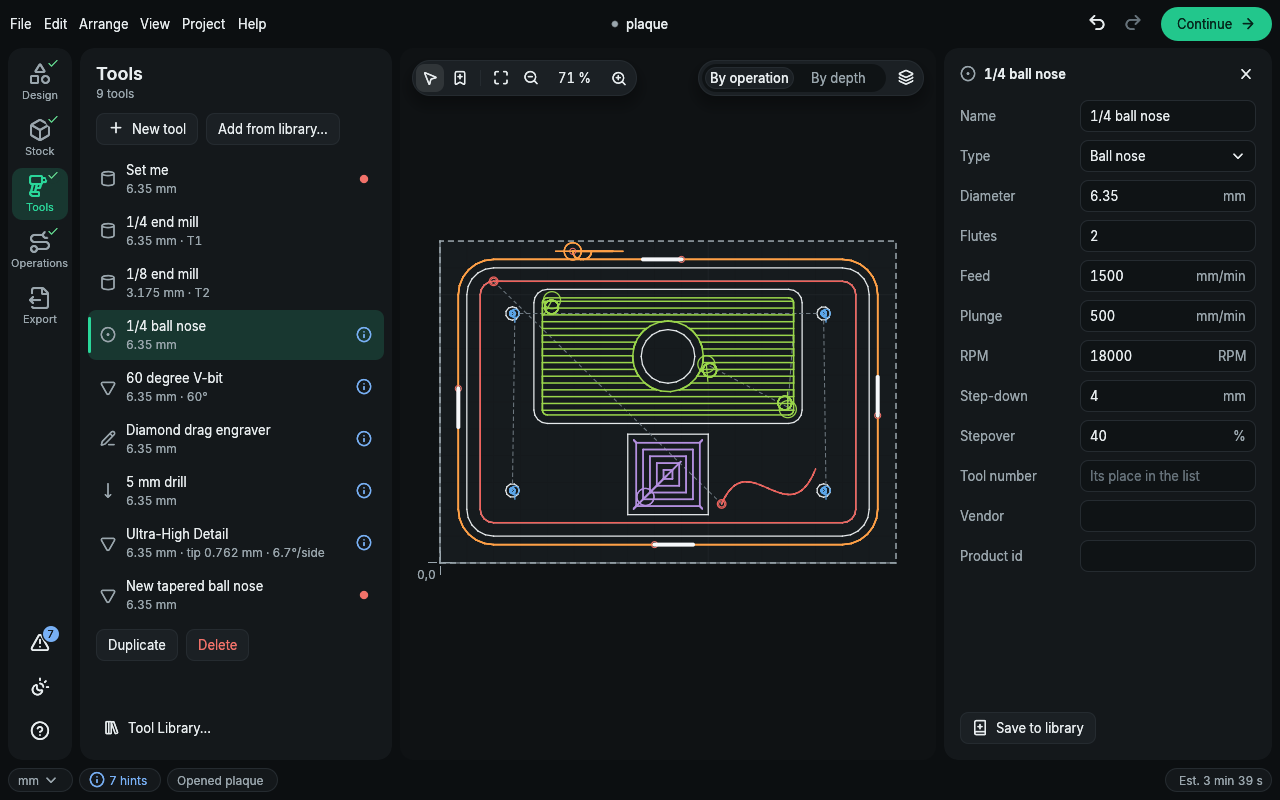 File Edit Arrange View Project Help
plaque
Continue
Design
Stock
Tools
Operations
Export
7
Tools
9 tools
New tool
Add from library...
Set me
6.35 mm
1/4 end mill
6.35 mm · T1
1/8 end mill
3.175 mm · T2
1/4 ball nose
6.35 mm
60 degree V-bit
6.35 mm · 60°
Diamond drag engraver
6.35 mm
5 mm drill
6.35 mm
Ultra-High Detail
6.35 mm · tip 0.762 mm · 6.7°/side
New tapered ball nose
6.35 mm
Duplicate
Delete
Tool Library...
71 %
By operation
By depth
0,0
1/4 ball nose
Name 1/4 ball nose
Type Ball nose
Diameter 6.35 mm
Flutes 2
Feed 1500 mm/min
Plunge 500 mm/min
RPM 18000 RPM
Step-down 4 mm
Stepover 40 %
Tool number Its place in the list
Vendor
Product id
Save to library
mm
7 hints
Opened plaque
Est. 3 min 39 s